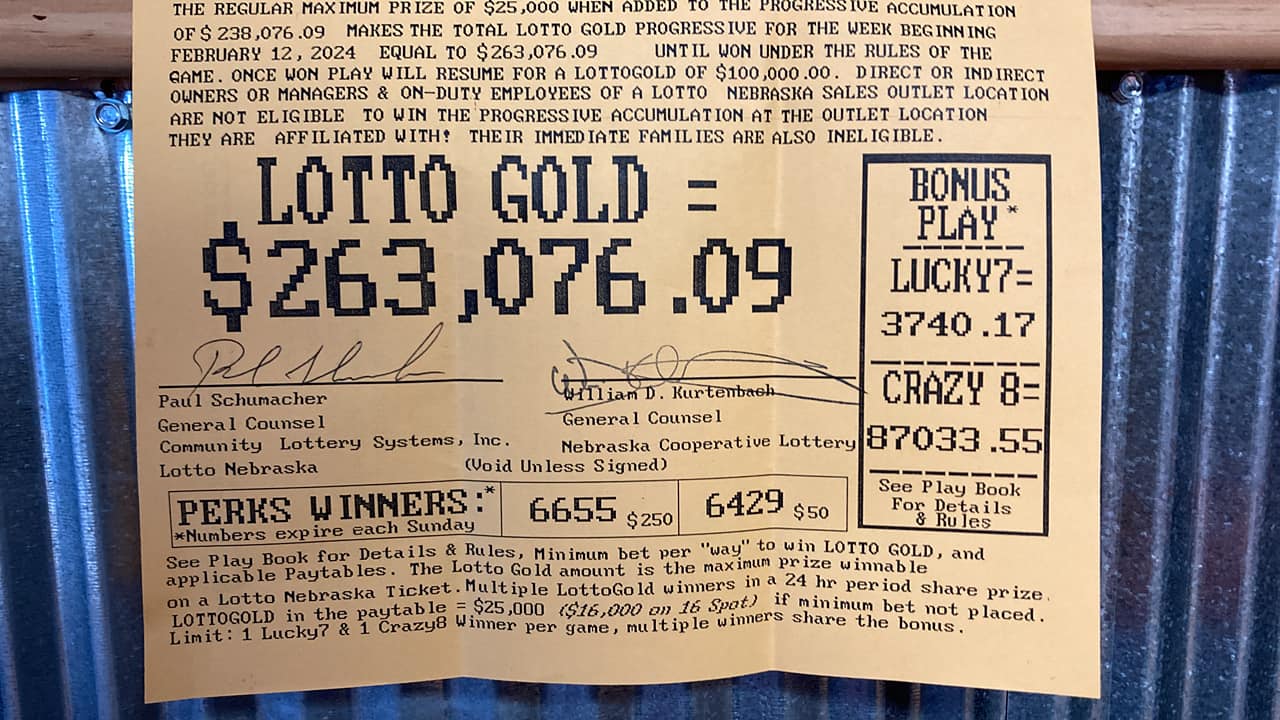 THE REGULAR MAXIMUM PRIZE OF $25,000 WHEN ADDED TO THE PROGRESSIVE ACCUMULATION
OF $ 238,076.09 MAKES THE TOTAL LOTTO GOLD PROGRESSIVE FOR THE WEEK BEGINNING
FEBRUARY 12, 2024 EQUAL TO $263,076.09 UNTIL WON UNDER THE RULES OF THE
GAME. ONCE WON PLAY WILL RESUME FOR A LOTTOGOLD OF $100,000.00. DIRECT OR INDIRECT
OWNERS OR MANAGERS & ON-DUTY EMPLOYEES OF A LOTTO NEBRASKA SALES OUTLET LOCATION
ARE NOT ELIGIBLE TO WIN THE PROGRESSIVE ACCUMULATION AT THE OUTLET LOCATION
THEY ARE AFFILIATED WITH! THEIR IMMEDIATE FAMILIES ARE ALSO INELIGIBLE.
LOTTO GOLD =
$263,076.09
Paul Schumacher
General Counsel
Community Lottery Systems, Inc.
Lotto Nebraska
William D. Kurtenbach
General Counsel
Nebraska Cooperative Lottery
(Void Unless Signed)
BONUS
PLAY*
LUCKY7=
3740.17
CRAZY 8=
87033.55
See Play Book
For Details
& Rules
PERKS WINNERS:*
*Numbers expire each Sunday
6655 $250
6429 $50
See Play Book for Details & Rules, Minimum bet per "way" to win LOTTO GOLD, and
applicable Paytables. The Lotto Gold amount is the maximum prize winnable
on a Lotto Nebraska Ticket. Multiple LottoGold winners in a 24 hr period share prize.
LOTTOGOLD in the paytable = $25,000 ($16,000 on 16 Spot) if minimum bet not placed.
Limit: 1 Lucky7 & 1 Crazy8 Winner per game, multiple winners share the bonus.